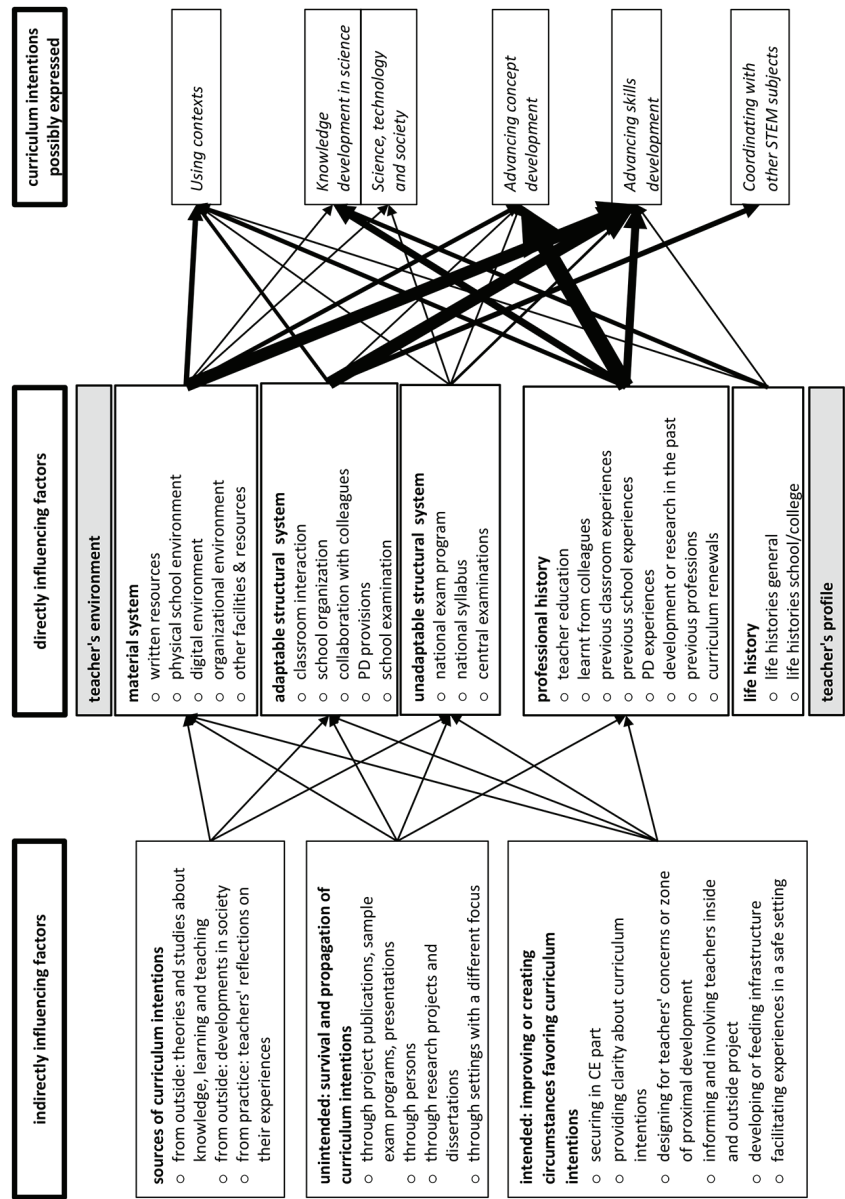 indirectly influencing factors
sources of curriculum intentions
○ from outside: theories and studies about
knowledge, learning and teaching
○ from outside: developments in society
○ from practice: teachers' reflections on
their experiences
unintended: survival and propagation of
curriculum intentions
○ through project publications, sample
exam programs, presentations
○ through persons
○ through research projects and
dissertations
○ through settings with a different focus
intended: improving or creating
circumstances favoring curriculum
intentions
○ securing in CE part
○ providing clarity about curriculum
intentions
○ designing for teachers' concerns or zone
of proximal development
○ informing and involving teachers inside
and outside project
○ developing or feeding infrastructure
○ facilitating experiences in a safe setting
directly influencing factors
teacher's environment
material system
○ written resources
○ physical school environment
○ digital environment
○ organizational environment
○ other facilities & resources
adaptable structural system
○ classroom interaction
○ school organization
○ collaboration with colleagues
○ PD provisions
○ school examination
unadaptable structural system
○ national exam program
○ national syllabus
○ central examinations
professional history
○ teacher education
○ learnt from colleagues
○ previous classroom experiences
○ previous school experiences
○ PD experiences
○ development or research in the past
○ previous professions
○ curriculum renewals
life history
○ life histories general
○ life histories school/college
teacher's profile
curriculum intentions
possibly expressed
Using contexts
Knowledge
development in science
Science, technology
and society
Advancing concept
development
Advancing skills
development
Coordinating with
other STEM subjects